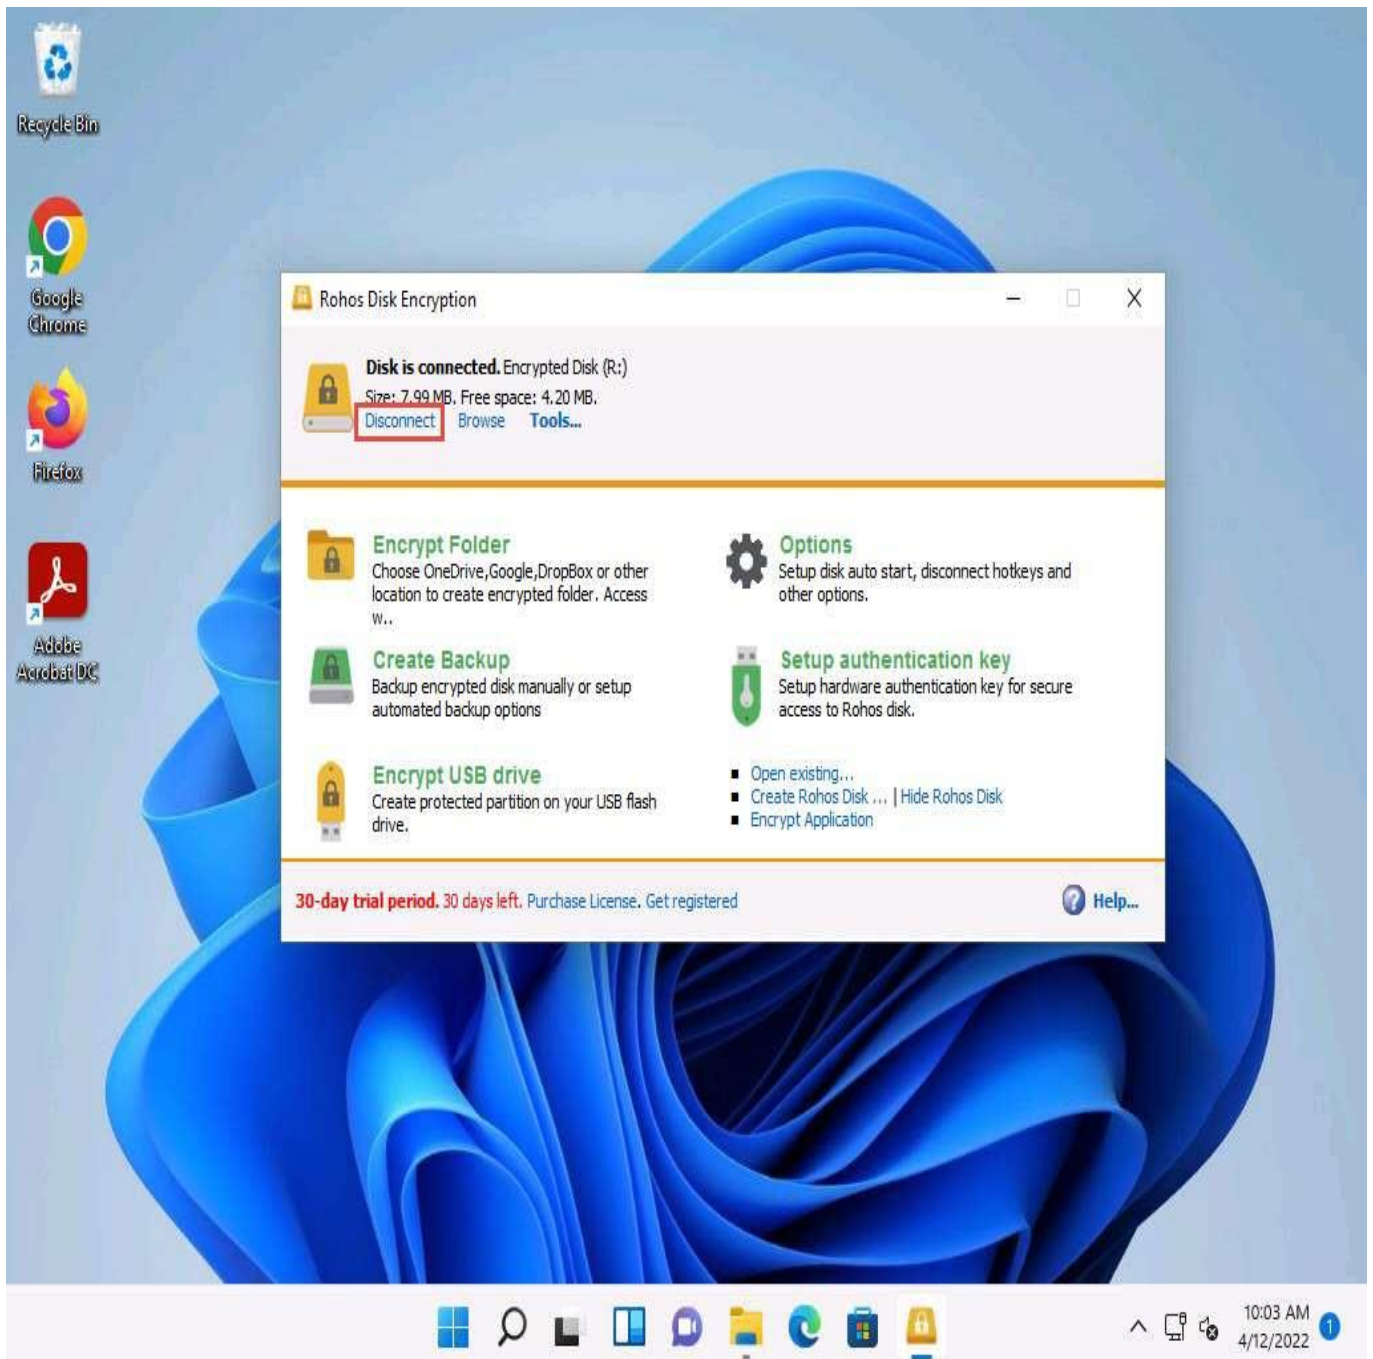 Recycle Bin
Google
Chrome
Firefox
Adobe
Acrobat DC
Rohos Disk Encryption
Disk is connected. Encrypted Disk (R:)
Size: 7.99 MB. Free space: 4.20 MB.
Disconnect Browse Tools...
Encrypt Folder
Choose OneDrive,Google,DropBox or other
location to create encrypted folder. Access
w..
Options
Setup disk auto start, disconnect hotkeys and
other options.
Create Backup
Backup encrypted disk manually or setup
automated backup options
Setup authentication key
Setup hardware authentication key for secure
access to Rohos disk.
Encrypt USB drive
Create protected partition on your USB flash
drive.
Open existing...
Create Rohos Disk ... | Hide Rohos Disk
Encrypt Application
30-day trial period. 30 days left. Purchase License. Get registered
Help...
10:03 AM
4/12/2022
1